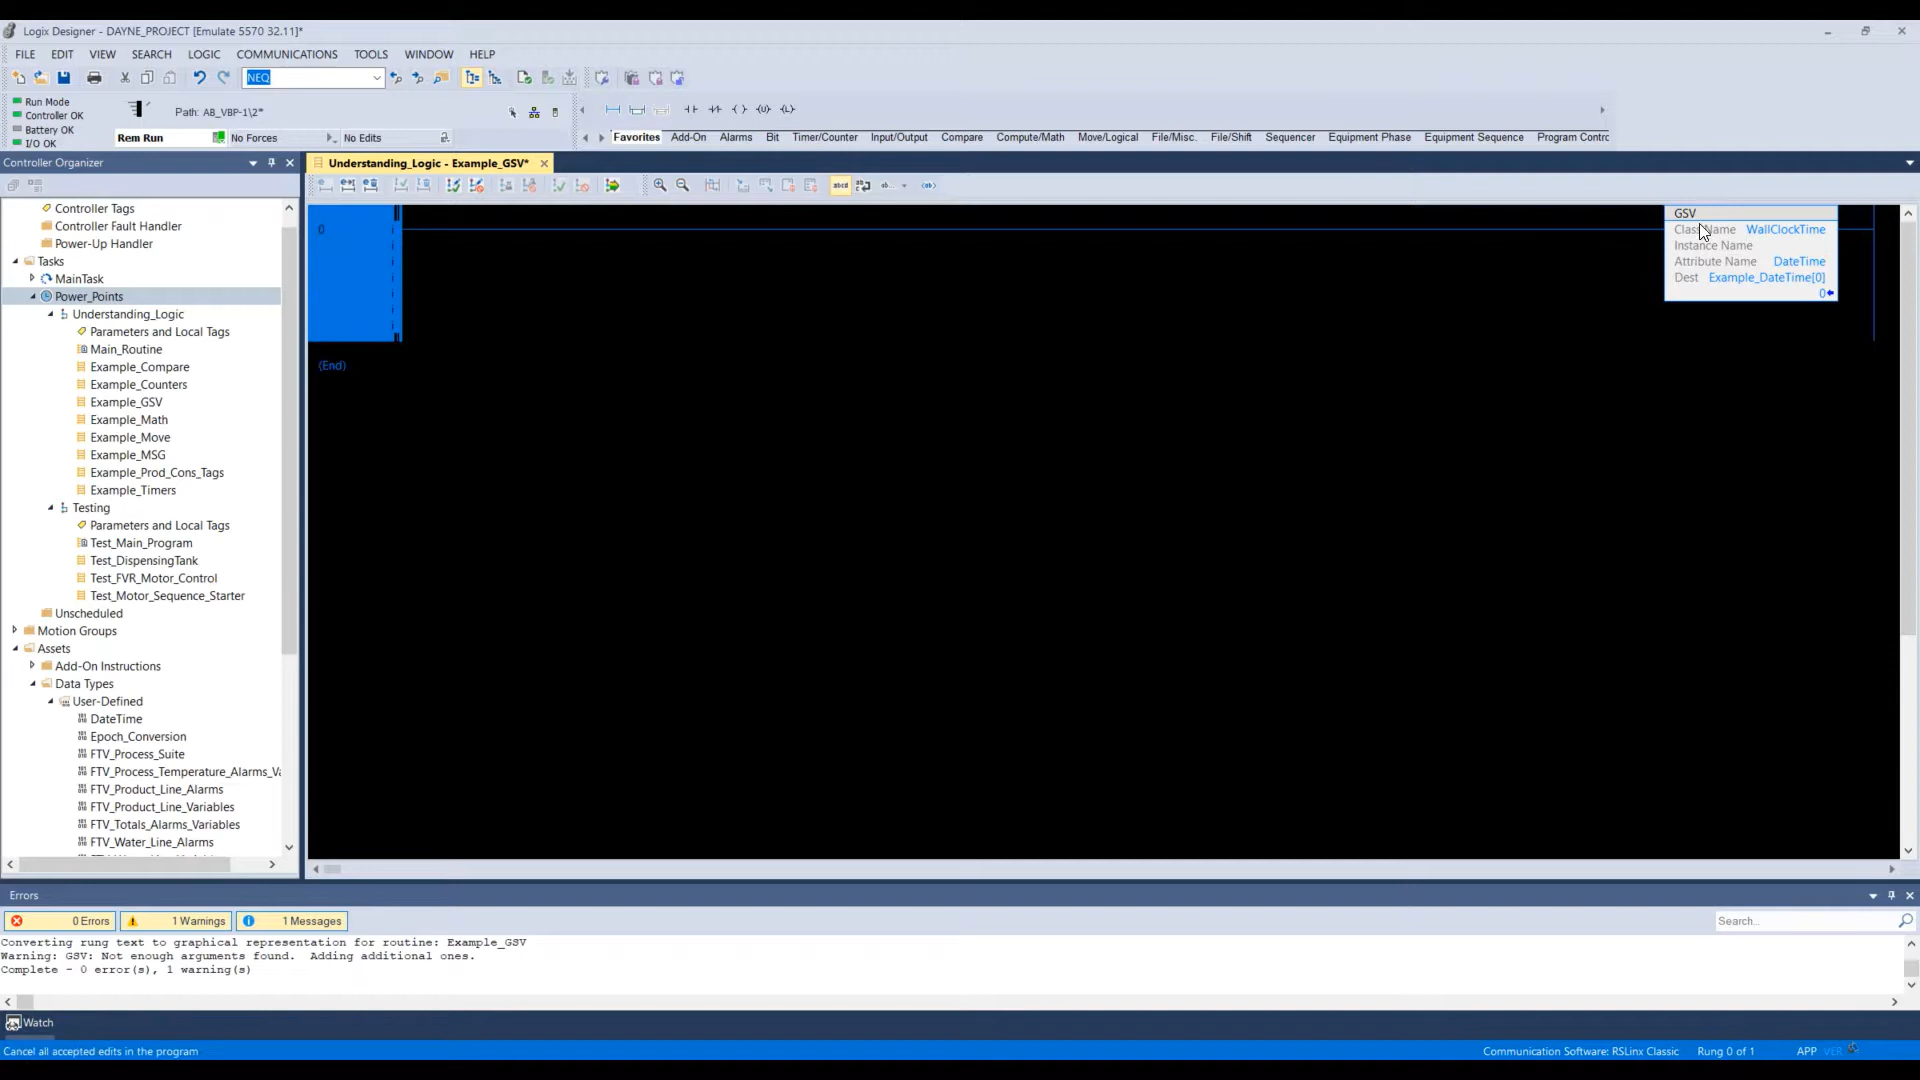 Logix Designer - DAYNE_PROJECT [Emulate 5570 32.11]*
FILE EDIT VIEW SEARCH LOGIC COMMUNICATIONS TOOLS WINDOW HELP
NEQ
Run Mode
Controller OK
Battery OK
I/O OK
Path: AB_VBP-1\2*
Rem Run No Forces No Edits
Favorites Add-On Alarms Bit Timer/Counter Input/Output Compare Compute/Math Move/Logical File/Misc. File/Shift Sequencer Equipment Phase Equipment Sequence Program Contro
Controller Organizer
Understanding_Logic - Example_GSV*
Controller Tags
Controller Fault Handler
Power-Up Handler
Tasks
MainTask
Power_Points
Understanding_Logic
Parameters and Local Tags
Main_Routine
Example_Compare
Example_Counters
Example_GSV
Example_Math
Example_Move
Example_MSG
Example_Prod_Cons_Tags
Example_Timers
Testing
Parameters and Local Tags
Test_Main_Program
Test_DispensingTank
Test_FVR_Motor_Control
Test_Motor_Sequence_Starter
Unscheduled
Motion Groups
Assets
Add-On Instructions
Data Types
User-Defined
DateTime
Epoch_Conversion
FTV_Process_Suite
FTV_Process_Temperature_Alarms_Va
FTV_Product_Line_Alarms
FTV_Product_Line_Variables
FTV_Totals_Alarms_Variables
FTV_Water_Line_Alarms
0
(End)
GSV
Class Name WallClockTime
Instance Name
Attribute Name DateTime
Dest Example_DateTime[0]
0
Errors
0 Errors 1 Warnings 1 Messages
Search...
Converting rung text to graphical representation for routine: Example_GSV
Warning: GSV: Not enough arguments found. Adding additional ones.
Complete - 0 error(s), 1 warning(s)
Watch
Cancel all accepted edits in the program
Communication Software: RSLinx Classic Rung 0 of 1 APP VER